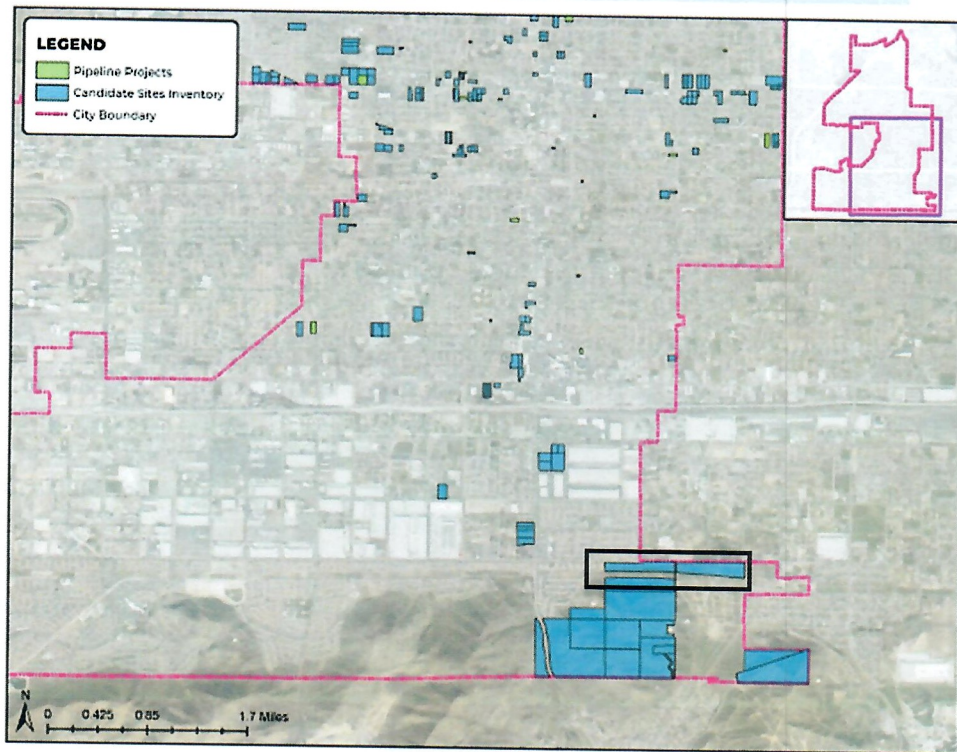 LEGEND
Pipeline Projects
Candidate Sites Inventory
City Boundary
N
0 0.425 0.85 1.7 Miles